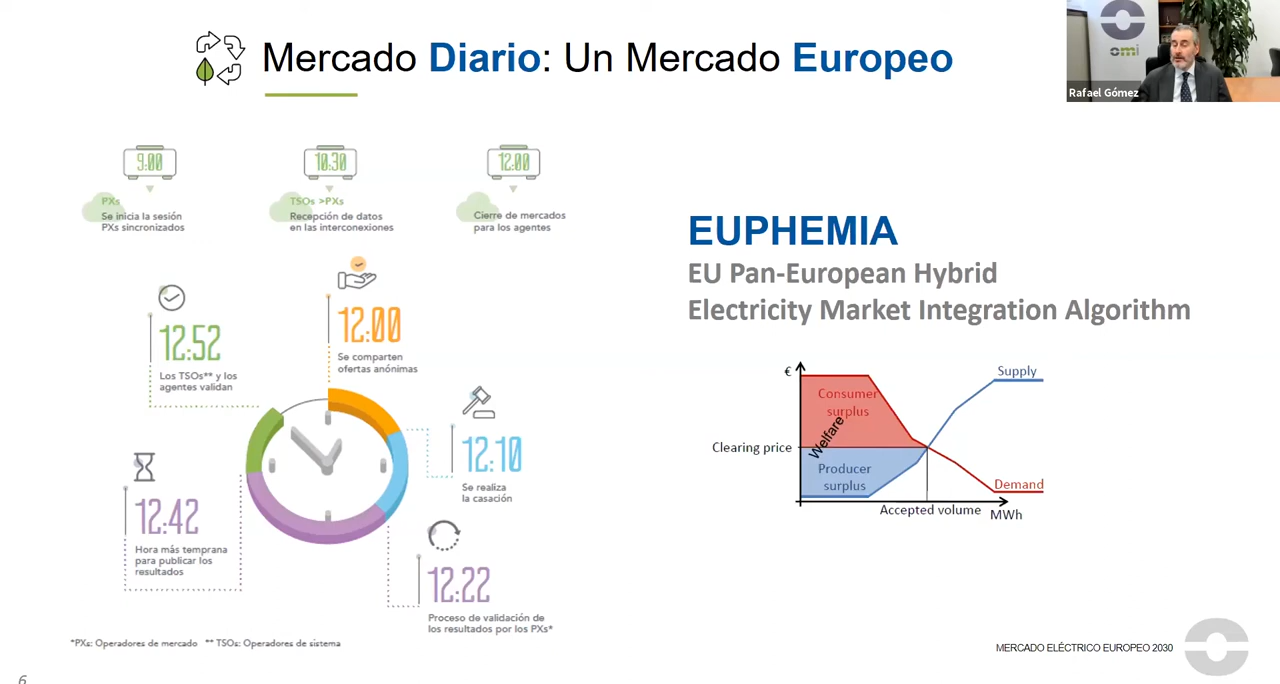 Mercado Diario: Un Mercado Europeo
omi
Rafael Gómez
9:00
PXs
Se inicia la sesión
PXs sincronizados
10:30
TSOs >PXs
Recepción de datos
en las interconexiones
12:00
Cierre de mercados
para los agentes
12:52
Los TSOs** y los
agentes validan
12:00
Se comparten
ofertas anónimas
12:10
Se realiza
la casación
12:42
Hora más temprana
para publicar los
resultados
12:22
Proceso de validación de
los resultados por los PXs*
*PXs: Operadores de mercado ** TSOs: Operadores de sistema
EUPHEMIA
EU Pan-European Hybrid
Electricity Market Integration Algorithm
€
Supply
Consumer
surplus
Welfare
Clearing price
Producer
surplus
Demand
Accepted volume
MWh
MERCADO ELÉCTRICO EUROPEO 2030
6